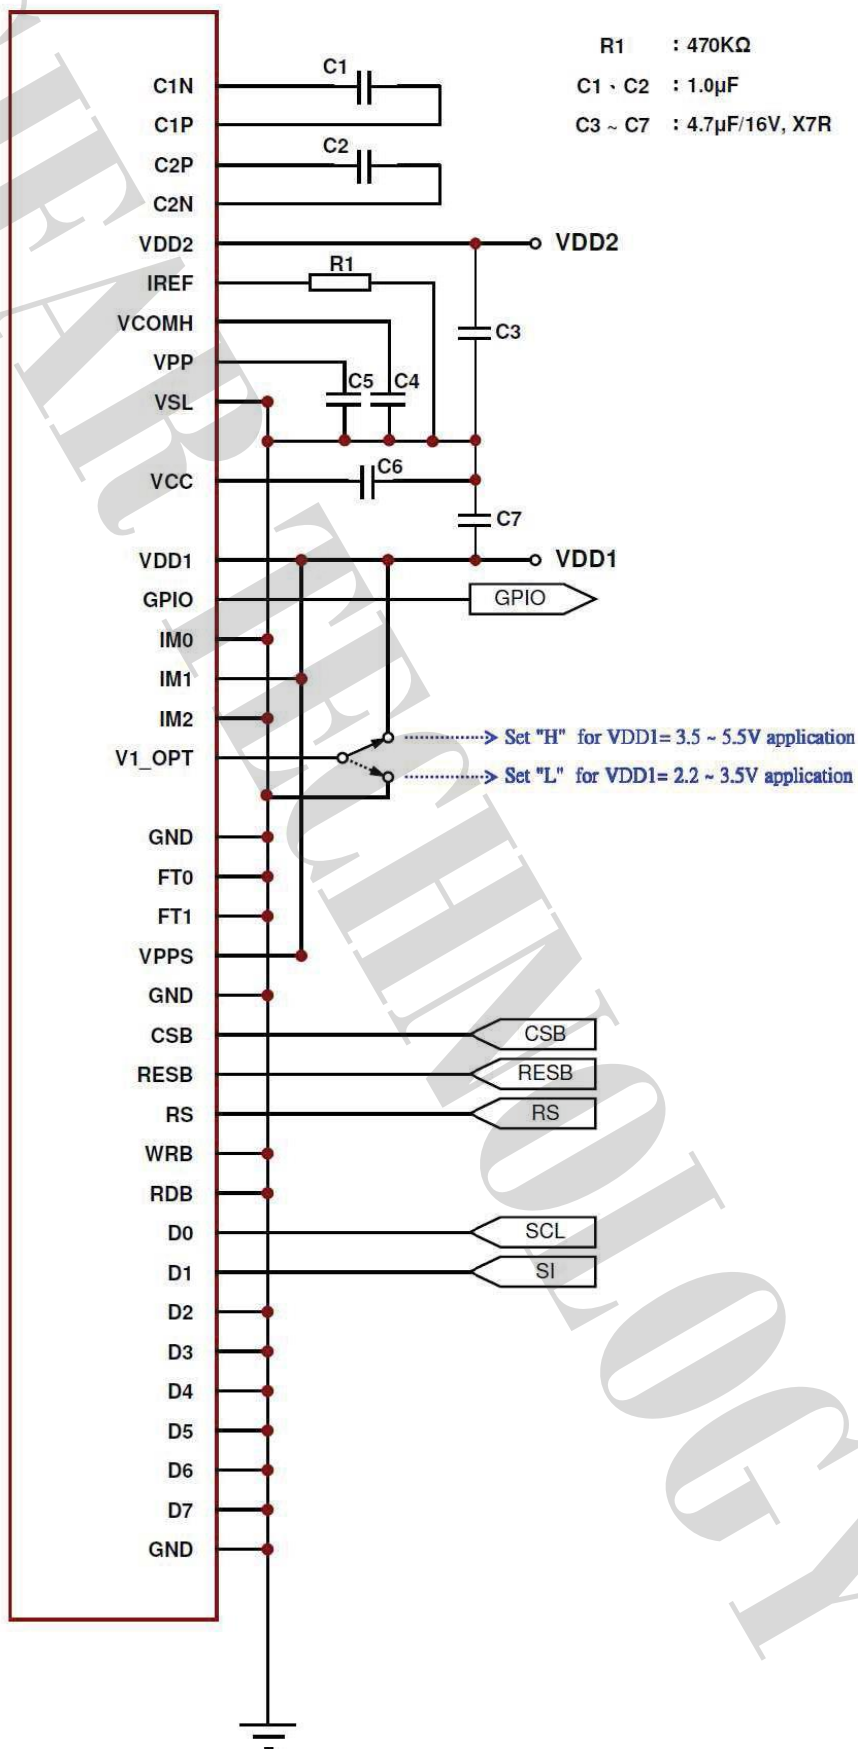 R1 : 470KΩ
C1、C2 : 1.0μF
C3 ~ C7 : 4.7μF/16V, X7R
C1
C1N
C1P
C2
C2P
C2N
VDD2 VDD2
R1
IREF
VCOMH
C3
VPP
C5 C4
VSL
C6
VCC
C7
VDD1 VDD1
GPIO GPIO
IM0
IM1
IM2
Set "H" for VDD1= 3.5 ~ 5.5V application
V1_OPT
Set "L" for VDD1= 2.2 ~ 3.5V application
GND
FT0
FT1
VPPS
GND
CSB CSB
RESB RESB
RS RS
WRB
RDB
D0 SCL
D1 SI
D2
D3
D4
D5
D6
D7
GND
TECHNOLOGY